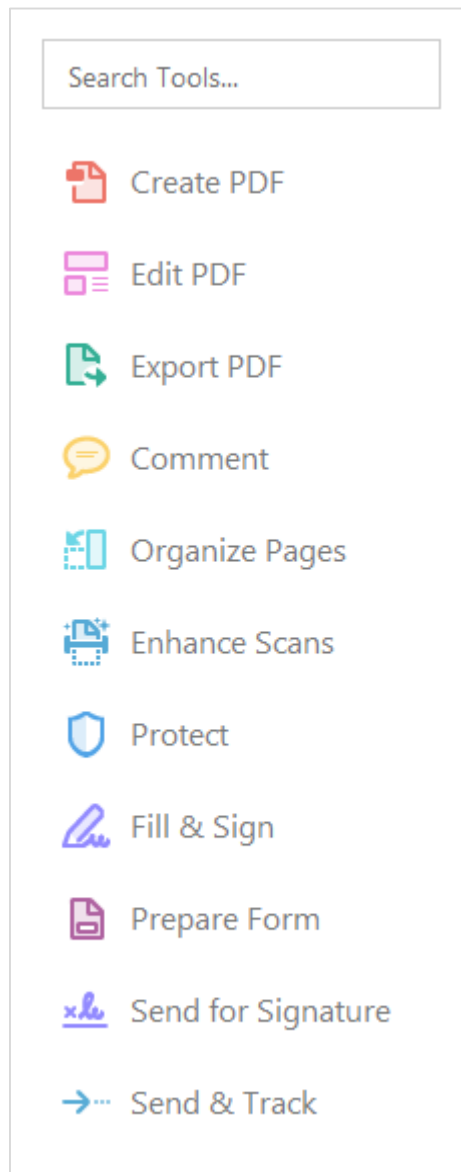 Search Tools...
Create PDF
Edit PDF
Export PDF
Comment
Organize Pages
Enhance Scans
Protect
Fill & Sign
Prepare Form
Send for Signature
Send & Track